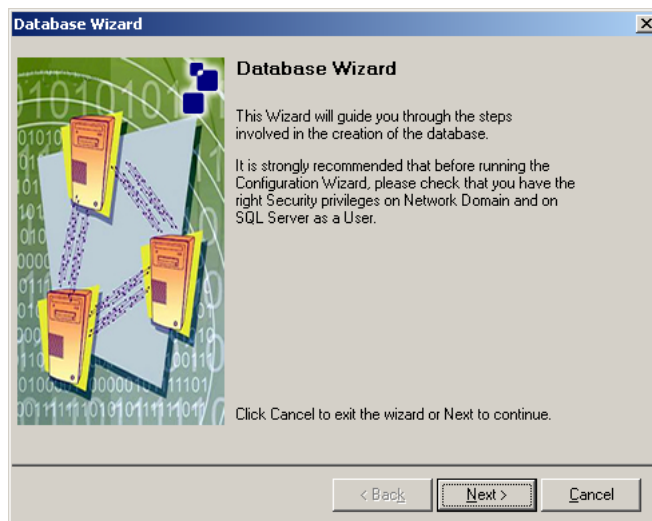 Database Wizard
Database Wizard
This Wizard will guide you through the steps
involved in the creation of the database.
It is strongly recommended that before running the
Configuration Wizard, please check that you have the
right Security privileges on Network Domain and on
SQL Server as a User.
Click Cancel to exit the wizard or Next to continue.
< Back
Next >
Cancel